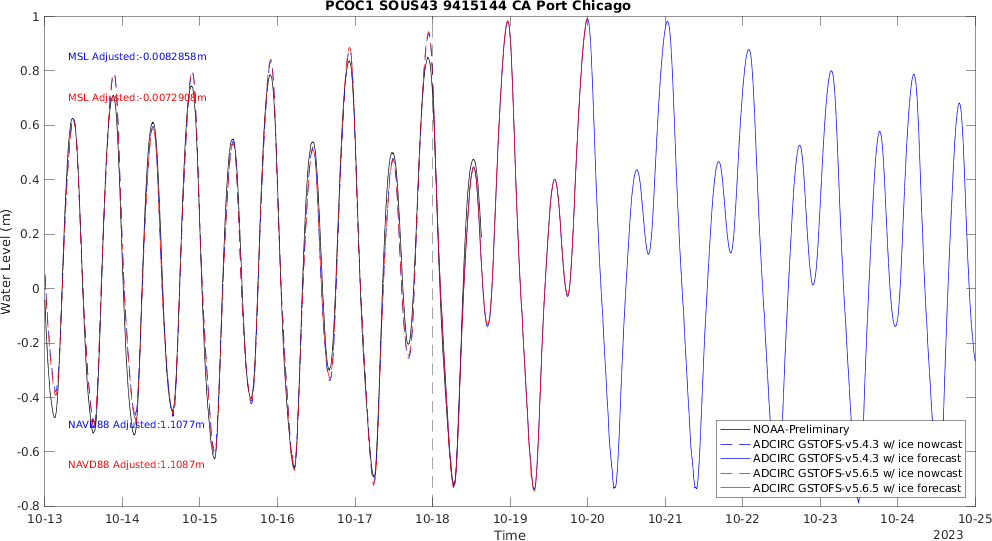 PCOC1 SOUS43 9415144 CA Port Chicago
1
0.8
0.6
0.4
0.2
0
-0.2
-0.4
-0.6
-0.8
Water Level (m)
MSL Adjusted:-0.0082858m
MSL Adjusted:-0.0072908m
NAVD88 Adjusted:1.1077m
NAVD88 Adjusted:1.1087m
NOAA-Preliminary
ADCIRC GSTOFS-v5.4.3 w/ ice nowcast
ADCIRC GSTOFS-v5.4.3 w/ ice forecast
ADCIRC GSTOFS-v5.6.5 w/ ice nowcast
ADCIRC GSTOFS-v5.6.5 w/ ice forecast
10-13 10-14 10-15 10-16 10-17 10-18 10-19 10-20 10-21 10-22 10-23 10-24 10-25
Time
2023